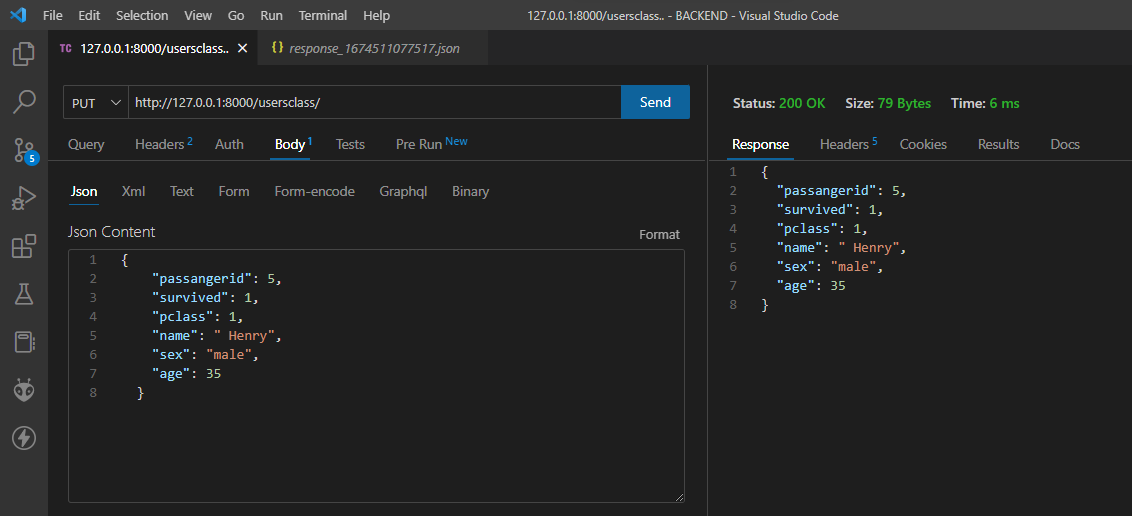 File Edit Selection View Go Run Terminal Help 127.0.0.1:8000/usersclass.. - BACKEND - Visual Studio Code
TC 127.0.0.1:8000/usersclass.. {} response_1674511077517.json
PUT http://127.0.0.1:8000/usersclass/ Send
Status: 200 OK Size: 79 Bytes Time: 6 ms
Query Headers 2 Auth Body 1 Tests Pre Run New
Response Headers 5 Cookies Results Docs
5
Json Xml Text Form Form-encode Graphql Binary
Json Content
Format
1 {
2 "passangerid": 5,
3 "survived": 1,
4 "pclass": 1,
5 "name": " Henry",
6 "sex": "male",
7 "age": 35
8 }
1 {
2 "passangerid": 5,
3 "survived": 1,
4 "pclass": 1,
5 "name": " Henry",
6 "sex": "male",
7 "age": 35
8 }